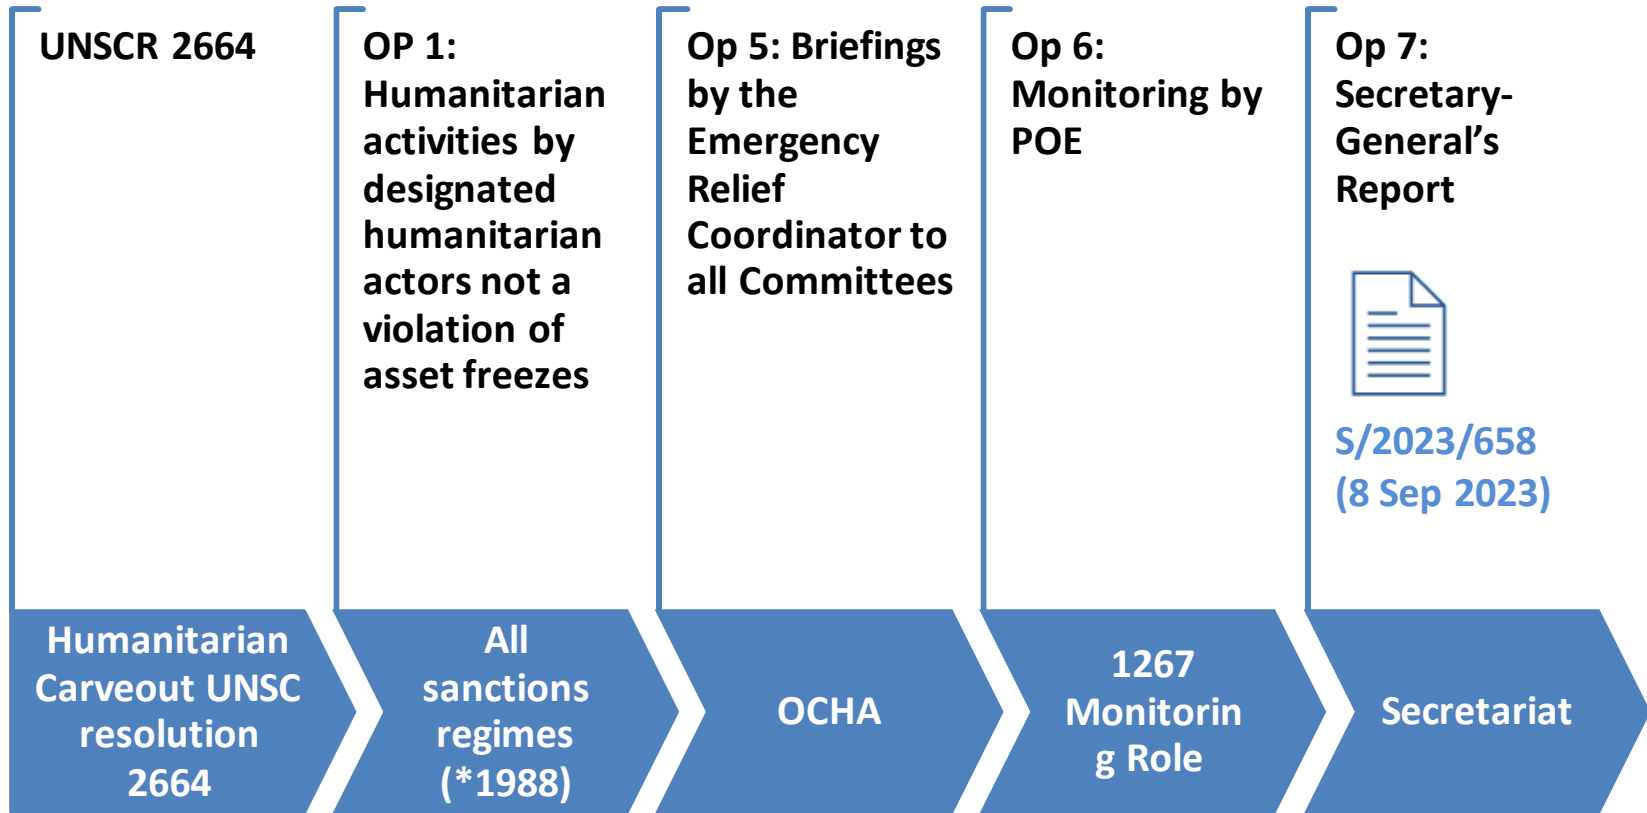 UNSCR 2664
OP 1:
Humanitarian
activities by
designated
humanitarian
actors not a
violation of
asset freezes
Op 5: Briefings
by the
Emergency
Relief
Coordinator to
all Committees
Op 6:
Monitoring by
POE
Op 7:
Secretary-
General’s
Report
S/2023/658
(8 Sep 2023)
Humanitarian
Carveout UNSC
resolution
2664
All
sanctions
regimes
(*1988)
OCHA
1267
Monitorin
g Role
Secretariat